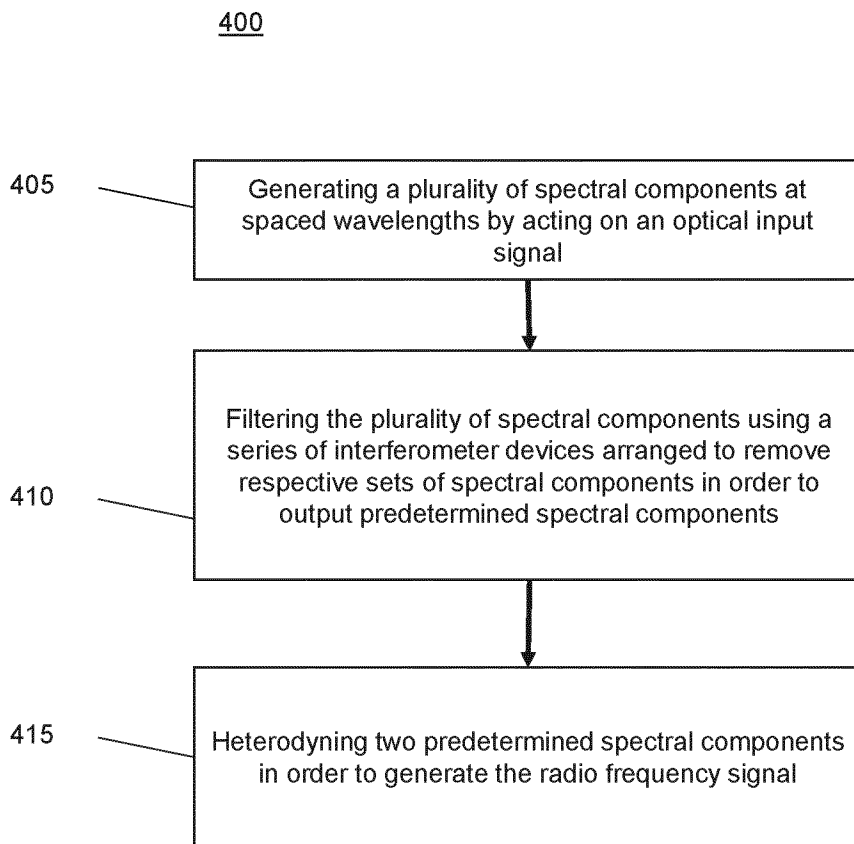 400
405
Generating a plurality of spectral components at
spaced wavelengths by acting on an optical input
signal
Filtering the plurality of spectral components using a
series of interferometer devices arranged to remove
respective sets of spectral components in order to
output predetermined spectral components
410
415
Heterodyning two predetermined spectral components
in order to generate the radio frequency signal